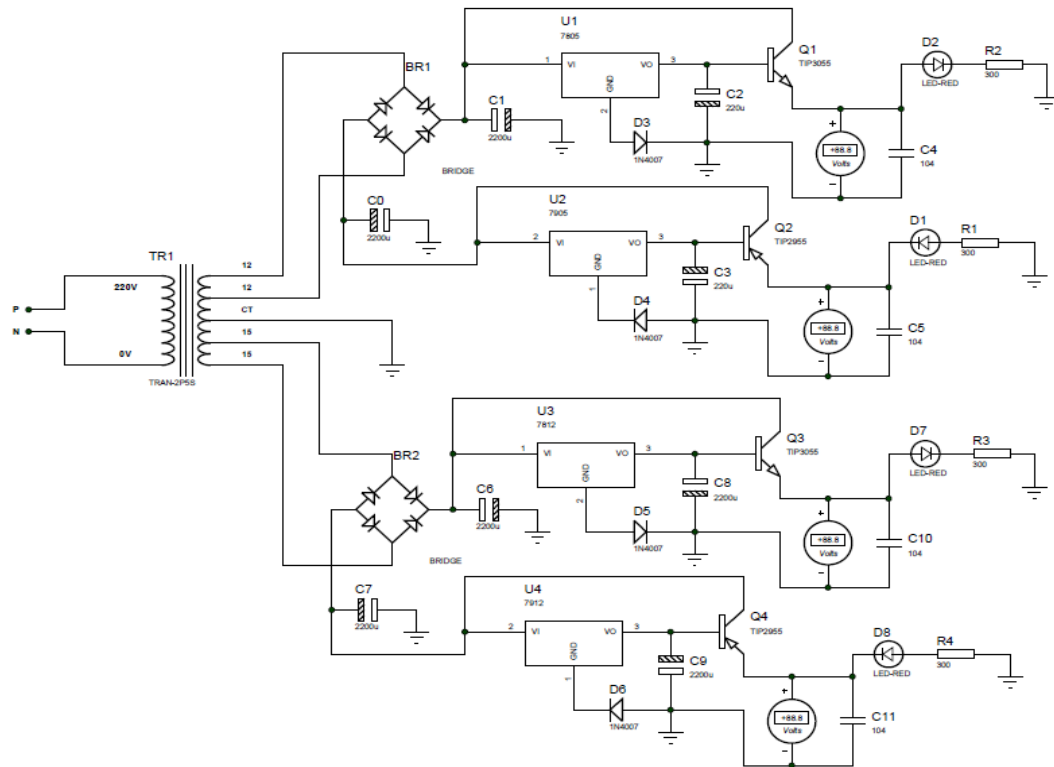 U1
7805
1
VI
VO
3
GND
2
Q1
TIP3055
D2
LED-RED
R2
300
BR1
C1
2200u
BRIDGE
C2
220u
D3
1N4007
+
+88.8
Volts
-
C4
104
C0
2200u
U2
7905
2
VI
VO
3
GND
1
Q2
TIP2955
D1
LED-RED
R1
300
C3
220u
D4
1N4007
+
+88.8
Volts
-
C5
104
TR1
P
N
220V
0V
12
12
CT
15
15
TRAN-2P5S
U3
7812
1
VI
VO
3
GND
2
Q3
TIP3055
D7
LED-RED
R3
300
BR2
C6
2200u
BRIDGE
C8
2200u
D5
1N4007
+
+88.8
Volts
-
C10
104
C7
2200u
U4
7912
2
VI
VO
3
GND
1
Q4
TIP2955
D8
LED-RED
R4
300
C9
2200u
D6
1N4007
+
+88.8
Volts
-
C11
104